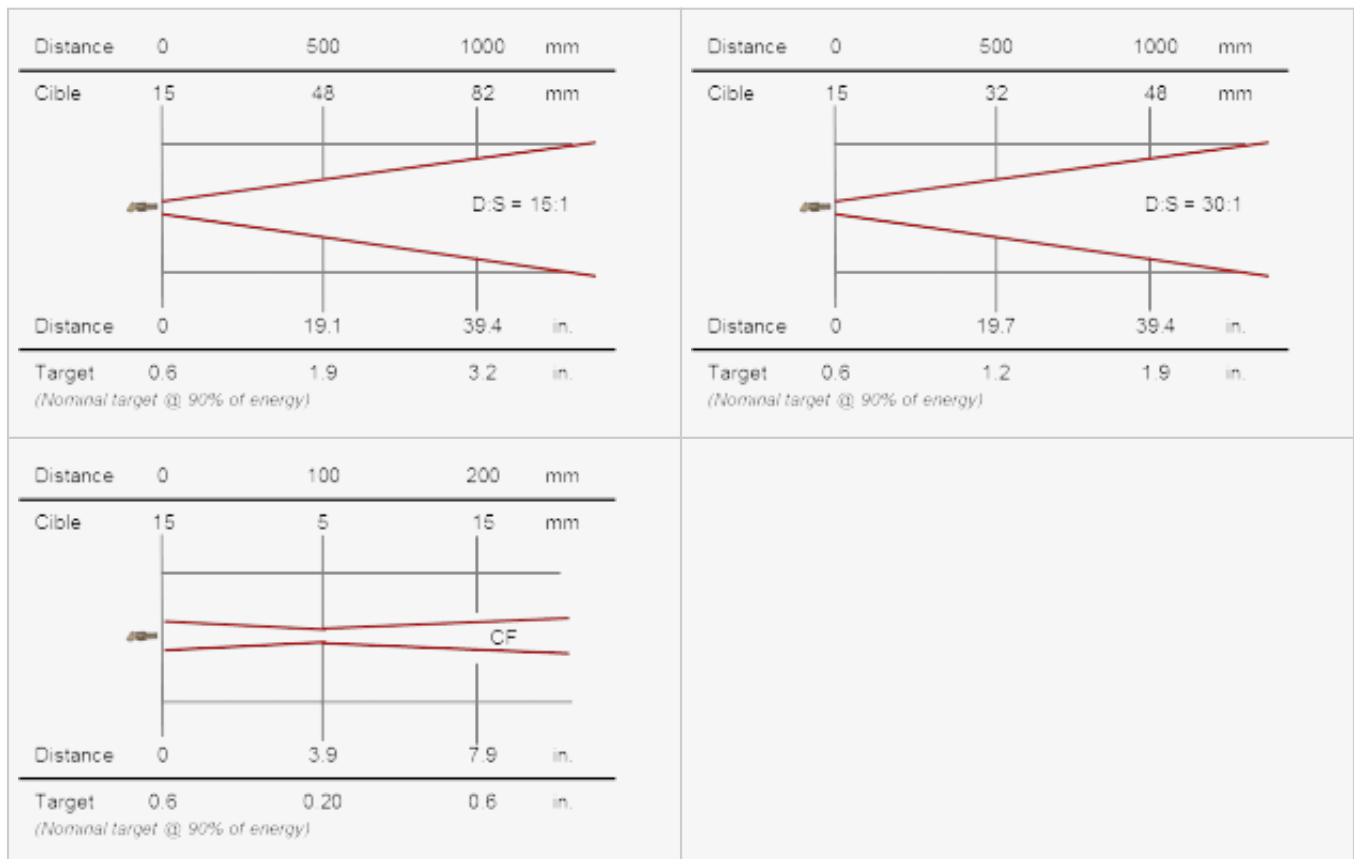 Distance 0 500 1000 mm
Cible 15 48 82 mm
D:S = 15:1
Distance 0 19.1 39.4 in.
Target 0.6 1.9 3.2 in.
(Nominal target @ 90% of energy)
Distance 0 500 1000 mm
Cible 15 32 48 mm
D:S = 30:1
Distance 0 19.7 39.4 in.
Target 0.6 1.2 1.9 in.
(Nominal target @ 90% of energy)
Distance 0 100 200 mm
Cible 15 5 15 mm
CF
Distance 0 3.9 7.9 in.
Target 0.6 0.20 0.6 in.
(Nominal target @ 90% of energy)